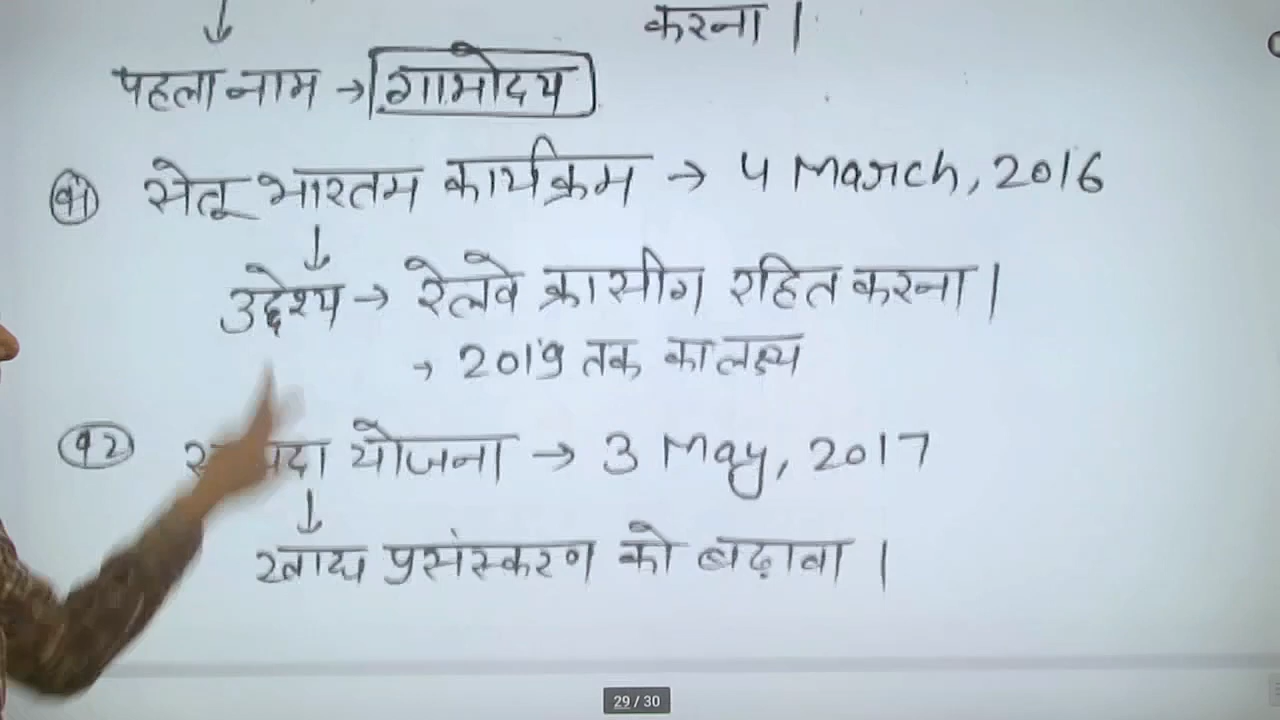 करना ।
पहला नाम → गामोदय
91 सेतू भारतम कार्यक्रम → 4 March, 2016
उद्देश्य → रेलवे क्रासीग रहित करना ।
→ 2019 तक का लक्ष्य
92 योजना → 3 May, 2017
खाद्य प्रसंस्करण को बढ़ावा ।
29 / 30